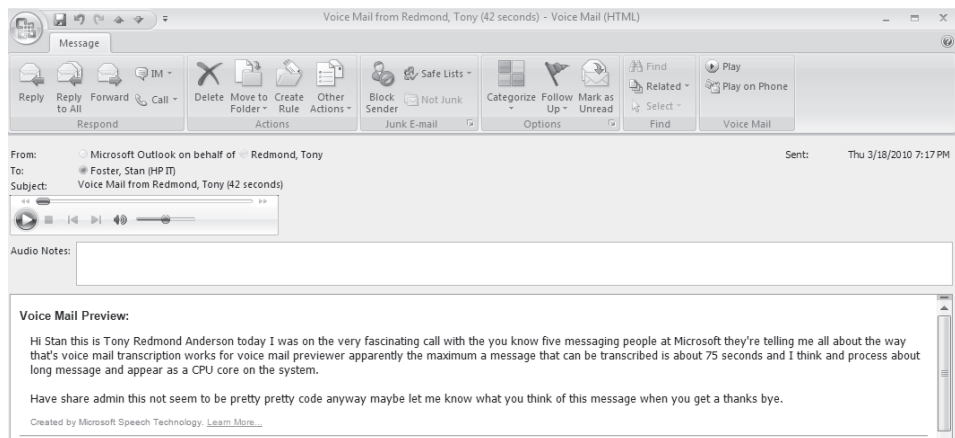 Voice Mail from Redmond, Tony (42 seconds) - Voice Mail (HTML)
Message
Reply
Reply to All
Forward
IM
Call
Respond
Delete
Move to Folder
Create Rule
Other Actions
Actions
Block Sender
Safe Lists
Not Junk
Junk E-mail
Categorize
Follow Up
Mark as Unread
Options
Find
Related
Select
Find
Play
Play on Phone
Voice Mail
From: Microsoft Outlook on behalf of Redmond, Tony
Sent: Thu 3/18/2010 7:17 PM
To: Foster, Stan (HP IT)
Subject: Voice Mail from Redmond, Tony (42 seconds)
Audio Notes:
Voice Mail Preview:
Hi Stan this is Tony Redmond Anderson today I was on the very fascinating call with the you know five messaging people at Microsoft they're telling me all about the way
that's voice mail transcription works for voice mail previewer apparently the maximum a message that can be transcribed is about 75 seconds and I think and process about
long message and appear as a CPU core on the system.
Have share admin this not seem to be pretty pretty code anyway maybe let me know what you think of this message when you get a thanks bye.
Created by Microsoft Speech Technology. Learn More...